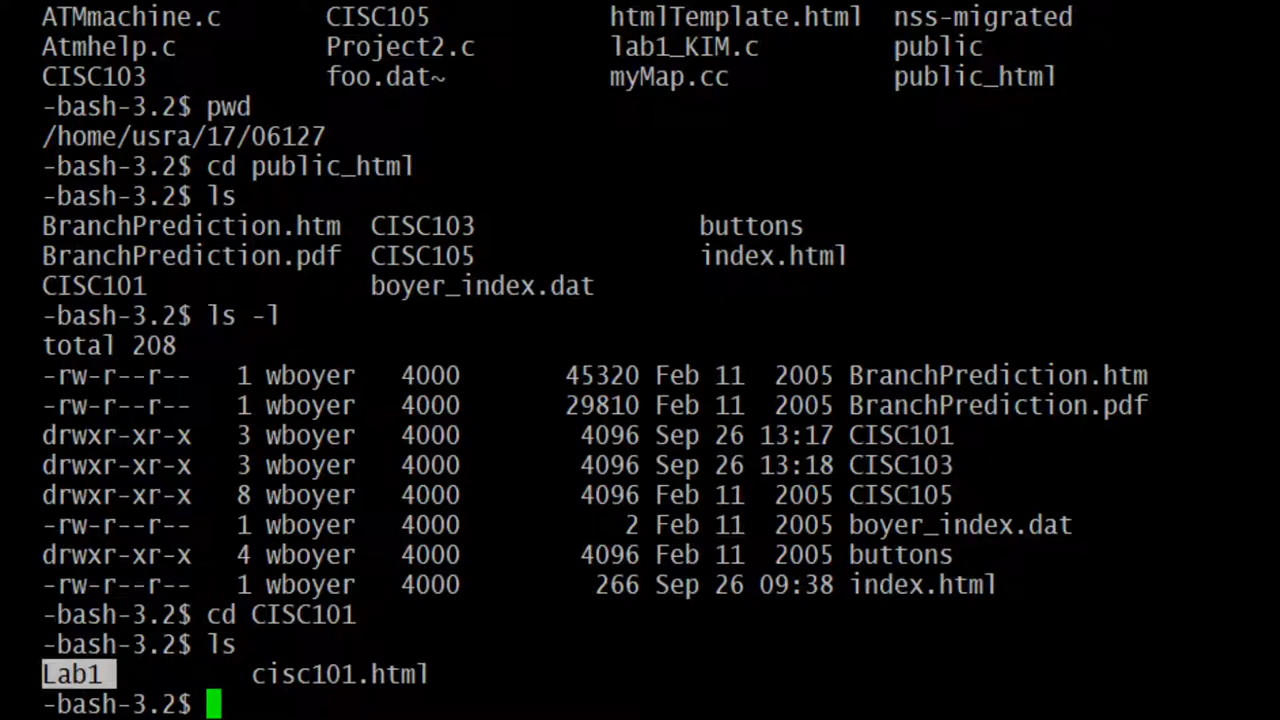 ATMmachine.c CISC105 htmlTemplate.html nss-migrated
Atmhelp.c Project2.c lab1_KIM.c public
CISC103 foo.dat~ myMap.cc public_html
-bash-3.2$ pwd
/home/usra/17/06127
-bash-3.2$ cd public_html
-bash-3.2$ ls
BranchPrediction.htm CISC103 buttons
BranchPrediction.pdf CISC105 index.html
CISC101 boyer_index.dat
-bash-3.2$ ls -l
total 208
-rw-r--r-- 1 wboyer 4000 45320 Feb 11 2005 BranchPrediction.htm
-rw-r--r-- 1 wboyer 4000 29810 Feb 11 2005 BranchPrediction.pdf
drwxr-xr-x 3 wboyer 4000 4096 Sep 26 13:17 CISC101
drwxr-xr-x 3 wboyer 4000 4096 Sep 26 13:18 CISC103
drwxr-xr-x 8 wboyer 4000 4096 Feb 11 2005 CISC105
-rw-r--r-- 1 wboyer 4000 2 Feb 11 2005 boyer_index.dat
drwxr-xr-x 4 wboyer 4000 4096 Feb 11 2005 buttons
-rw-r--r-- 1 wboyer 4000 266 Sep 26 09:38 index.html
-bash-3.2$ cd CISC101
-bash-3.2$ ls
Lab1 cisc101.html
-bash-3.2$